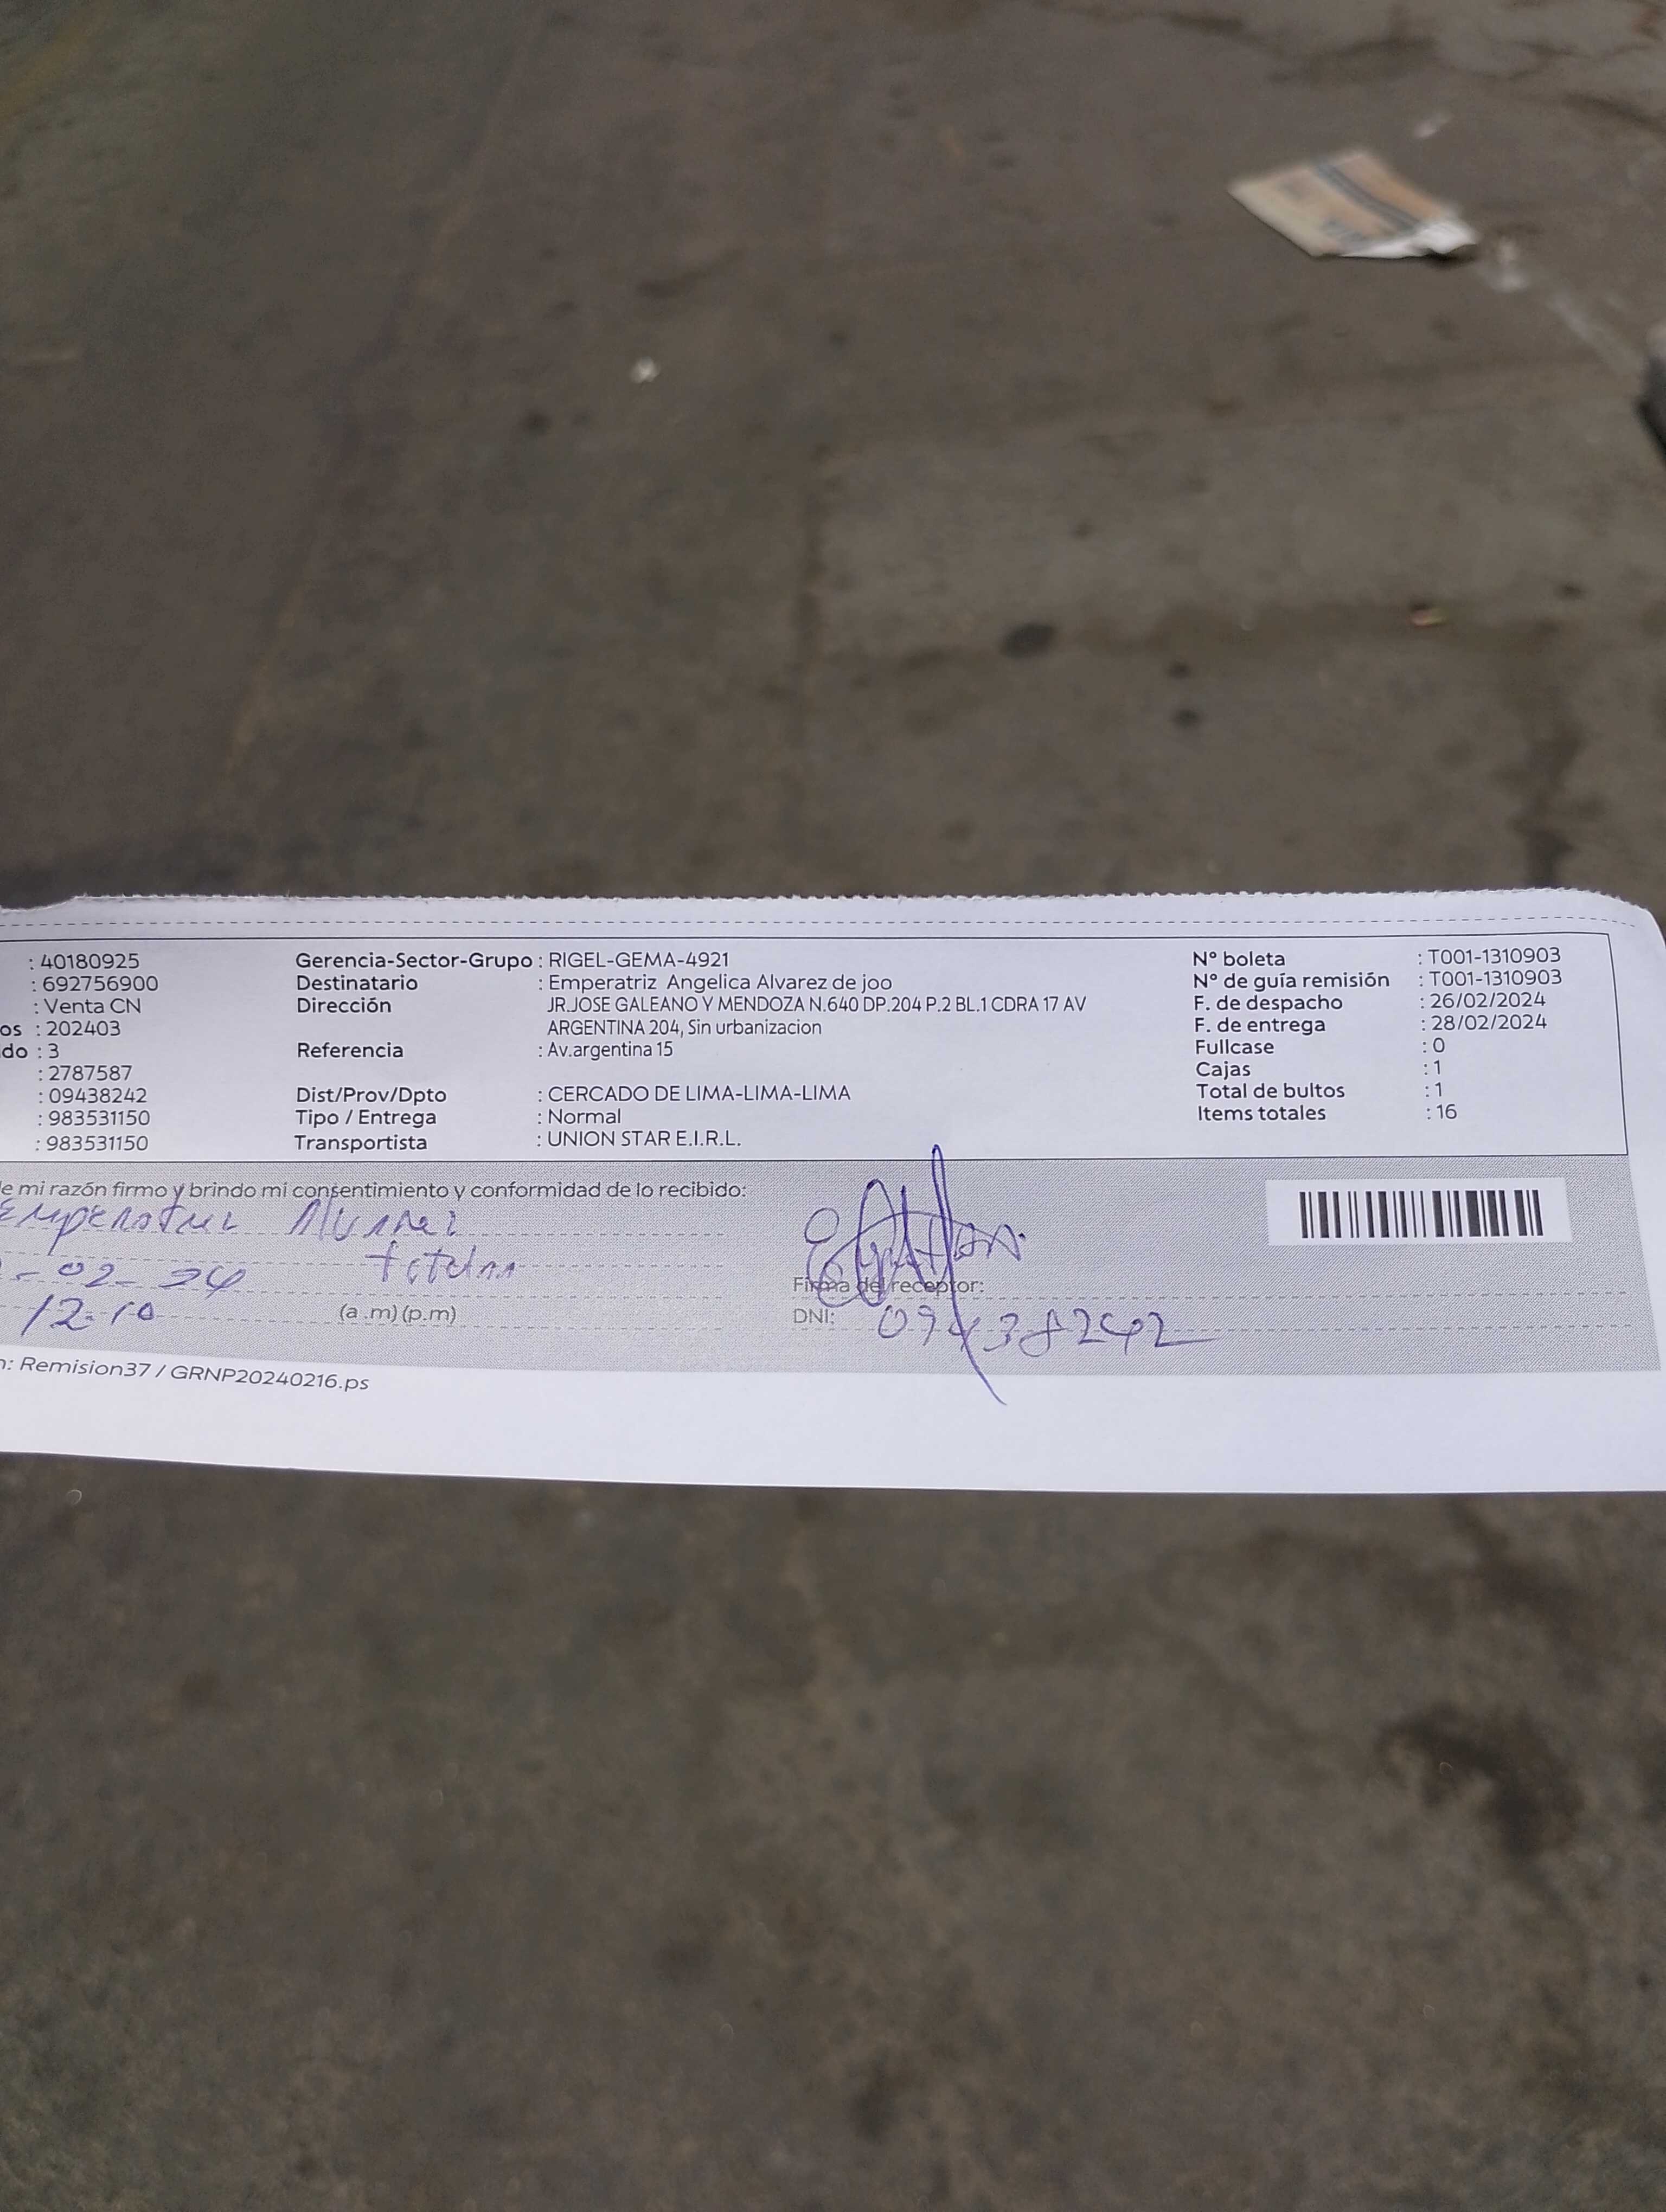 : 40180925
: 692756900
: Venta CN
os : 202403
do : 3
: 2787587
: 09438242
: 983531150
: 983531150
Gerencia-Sector-Grupo : RIGEL-GEMA-4921
Destinatario : Emperatriz Angelica Alvarez de joo
Dirección JR.JOSE GALEANO Y MENDOZA N.640 DP.204 P.2 BL.1 CDRA 17 AV
ARGENTINA 204, Sin urbanizacion
Referencia : Av.argentina 15
Dist/Prov/Dpto : CERCADO DE LIMA-LIMA-LIMA
Tipo / Entrega : Normal
Transportista : UNION STAR E.I.R.L.
Nº boleta : T001-1310903
Nº de guía remisión : T001-1310903
F. de despacho : 26/02/2024
F. de entrega : 28/02/2024
Fullcase : 0
Cajas : 1
Total de bultos : 1
Items totales : 16
e mi razón firmo y brindo mi consentimiento y conformidad de lo recibido:
-02-24
12.10 (a.m) (p.m)
Firma del receptor:
DNI: 09438242
n: Remision37 / GRNP20240216.ps